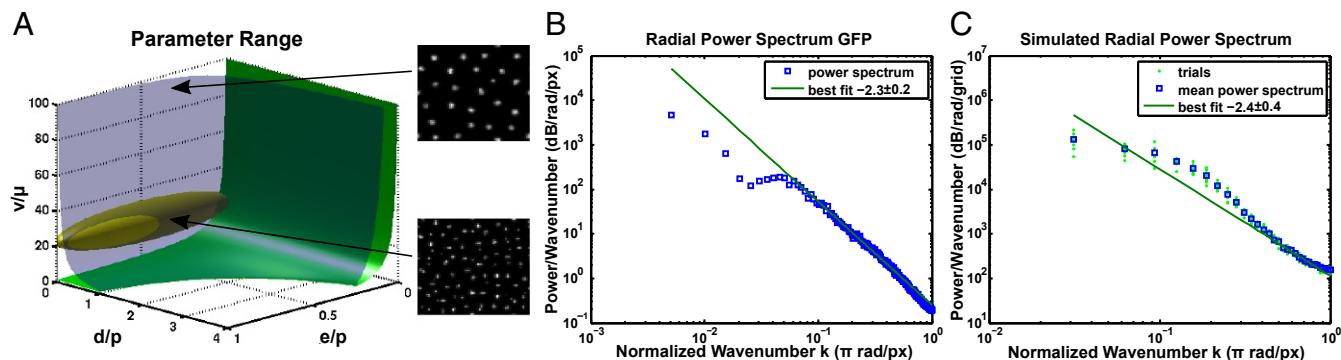 A
Parameter Range
v/μ
100
80
60
40
20
0
1
2
3
4
d/p
1
0.5
0
e/p
B
Radial Power Spectrum GFP
power spectrum
best fit −2.3±0.2
Power/Wavenumber (dB/rad/px)
10^5
10^4
10^3
10^2
10^1
10^0
10^−1
10^−3
10^−2
10^−1
10^0
Normalized Wavenumber k (π rad/px)
C
Simulated Radial Power Spectrum
trials
mean power spectrum
best fit −2.4±0.4
Power/Wavenumber (dB/rad/grid)
10^7
10^6
10^5
10^4
10^3
10^2
10^1
10^−2
10^−1
10^0
Normalized Wavenumber k (π rad/px)